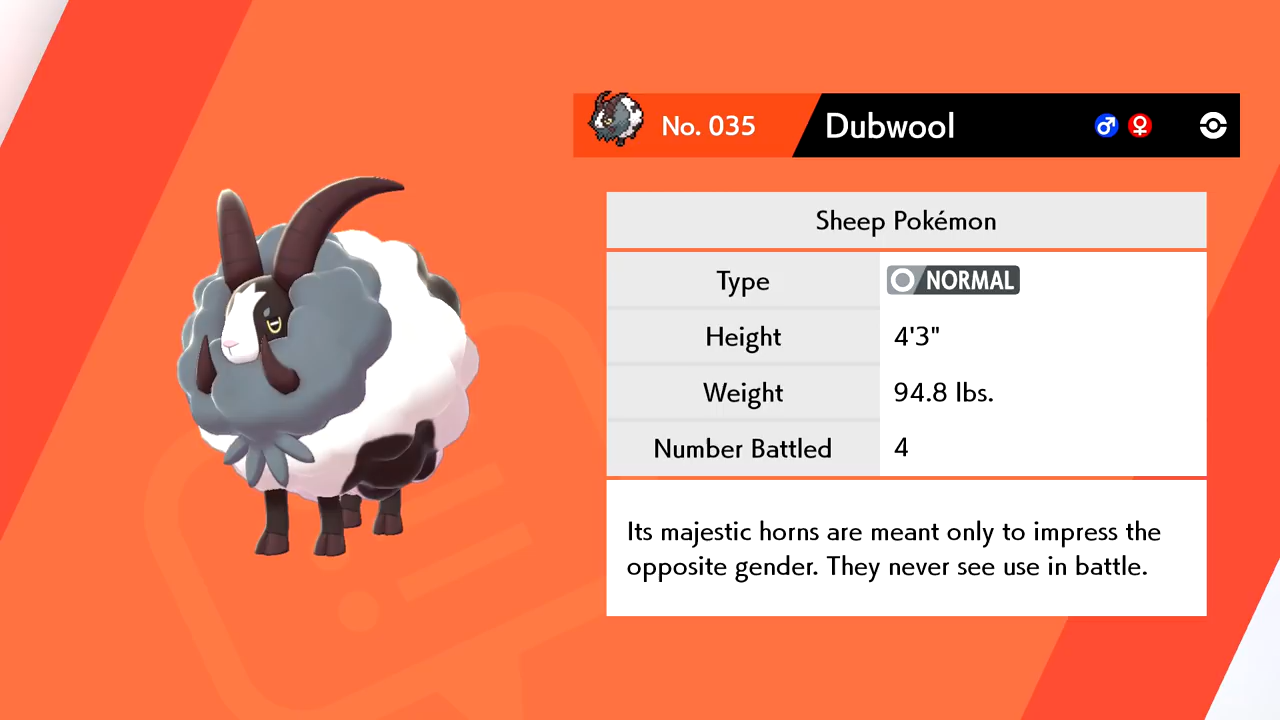 No. 035
Dubwool
Sheep Pokémon
Type
NORMAL
Height
4'3"
Weight
94.8 lbs.
Number Battled
4
Its majestic horns are meant only to impress the
opposite gender. They never see use in battle.